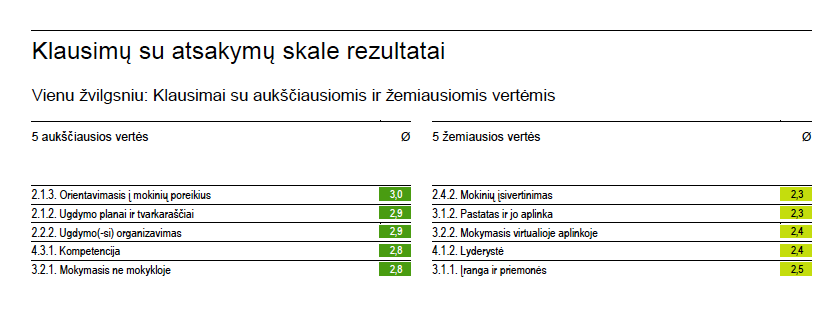 Klausimų su atsakymų skale rezultatai
Vienu žvilgsniu: Klausimai su aukščiausiomis ir žemiausiomis vertėmis
5 aukščiausios vertės Ø
2.1.3. Orientavimasis į mokinių poreikius 3,0
2.1.2. Ugdymo planai ir tvarkaraščiai 2,9
2.2.2. Ugdymo(-si) organizavimas 2,9
4.3.1. Kompetencija 2,8
3.2.1. Mokymasis ne mokykloje 2,8
5 žemiausios vertės Ø
2.4.2. Mokinių įsivertinimas 2,3
3.1.2. Pastatas ir jo aplinka 2,3
3.2.2. Mokymasis virtualioje aplinkoje 2,4
4.1.2. Lyderystė 2,4
3.1.1. Įranga ir priemonės 2,5